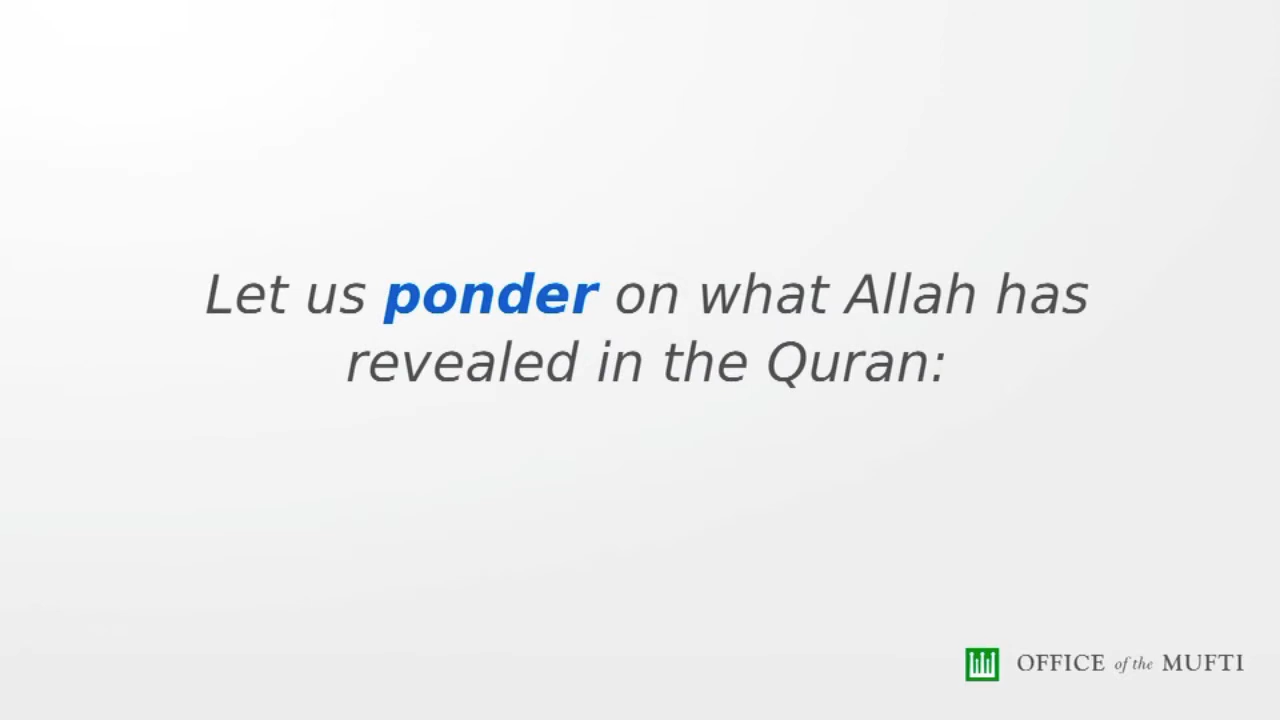 Let us ponder on what Allah has
revealed in the Quran:
OFFICE of the MUFTI